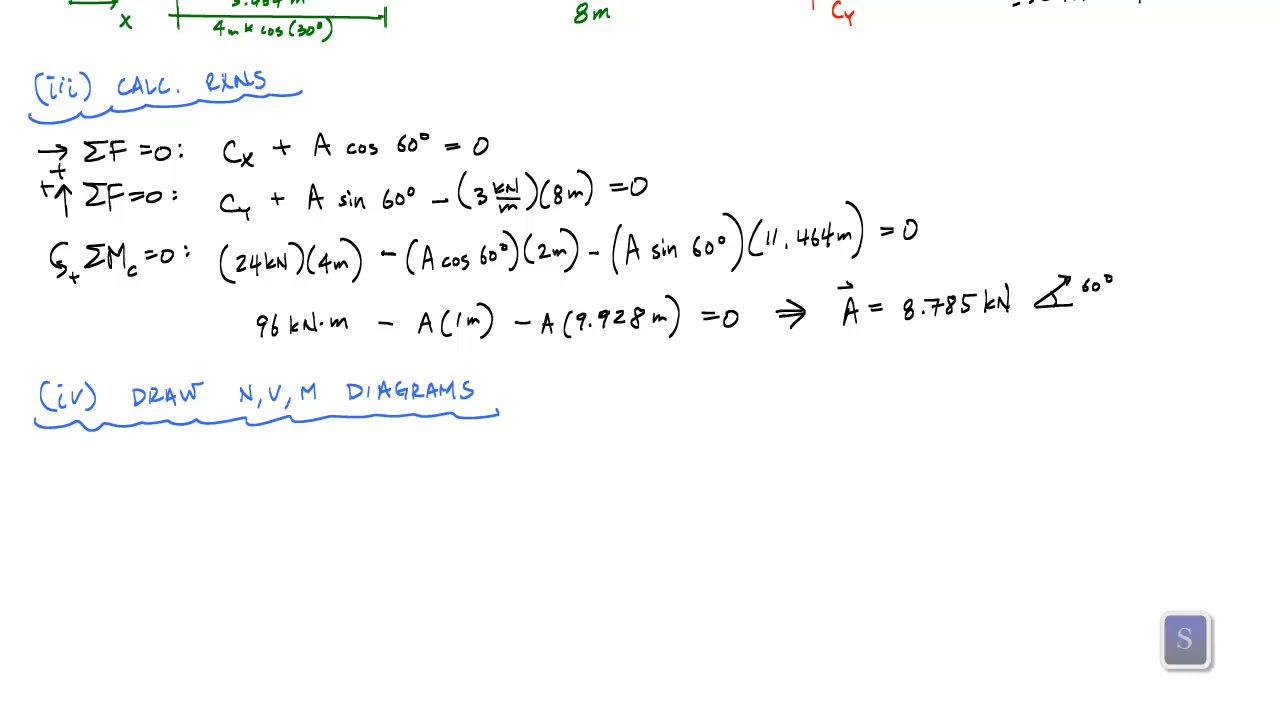 3.464 m
4m * cos(30°)
x
8m
Cy
(iii) CALC. RXNS
→+ ΣF=0: Cx + A cos 60° = 0
+↑ ΣF=0: Cy + A sin 60° - (3 kN/m)(8m) = 0
↺+ ΣMc=0: (24kN)(4m) - (A cos 60°)(2m) - (A sin 60°)(11.464m) = 0
96 kN·m - A(1m) - A(9.928m) = 0 ⇒ A⃗ = 8.785 kN 60°
(iv) DRAW N,V,M DIAGRAMS
S